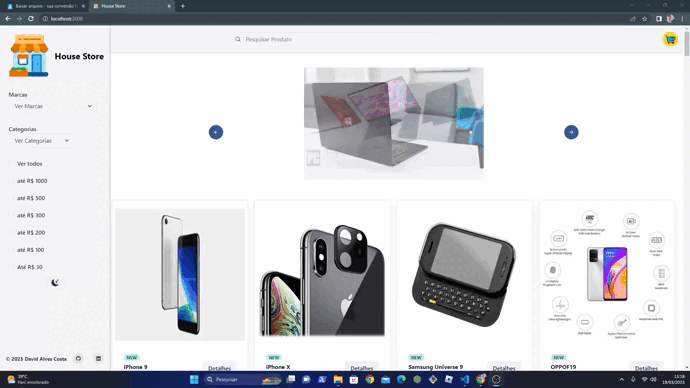 Baixar arquivo - sua conversão f
House Store
localhost:3000
House Store
Pesquisar Produto
Marcas
Ver Marcas
Categorias
Ver Categorias
Ver todos
até R$ 1000
até R$ 500
até R$ 300
até R$ 200
até R$ 100
Até R$ 30
© 2023 David Alves Costa
NEW
iPhone 9
Detalhes
NEW
iPhone X
Detalhes
NEW
Samsung Universe 9
Detalhes
NEW
OPPOF19
Detalhes
29°C
Parc ensolarado
Pesquisar
15:18
19/03/2023